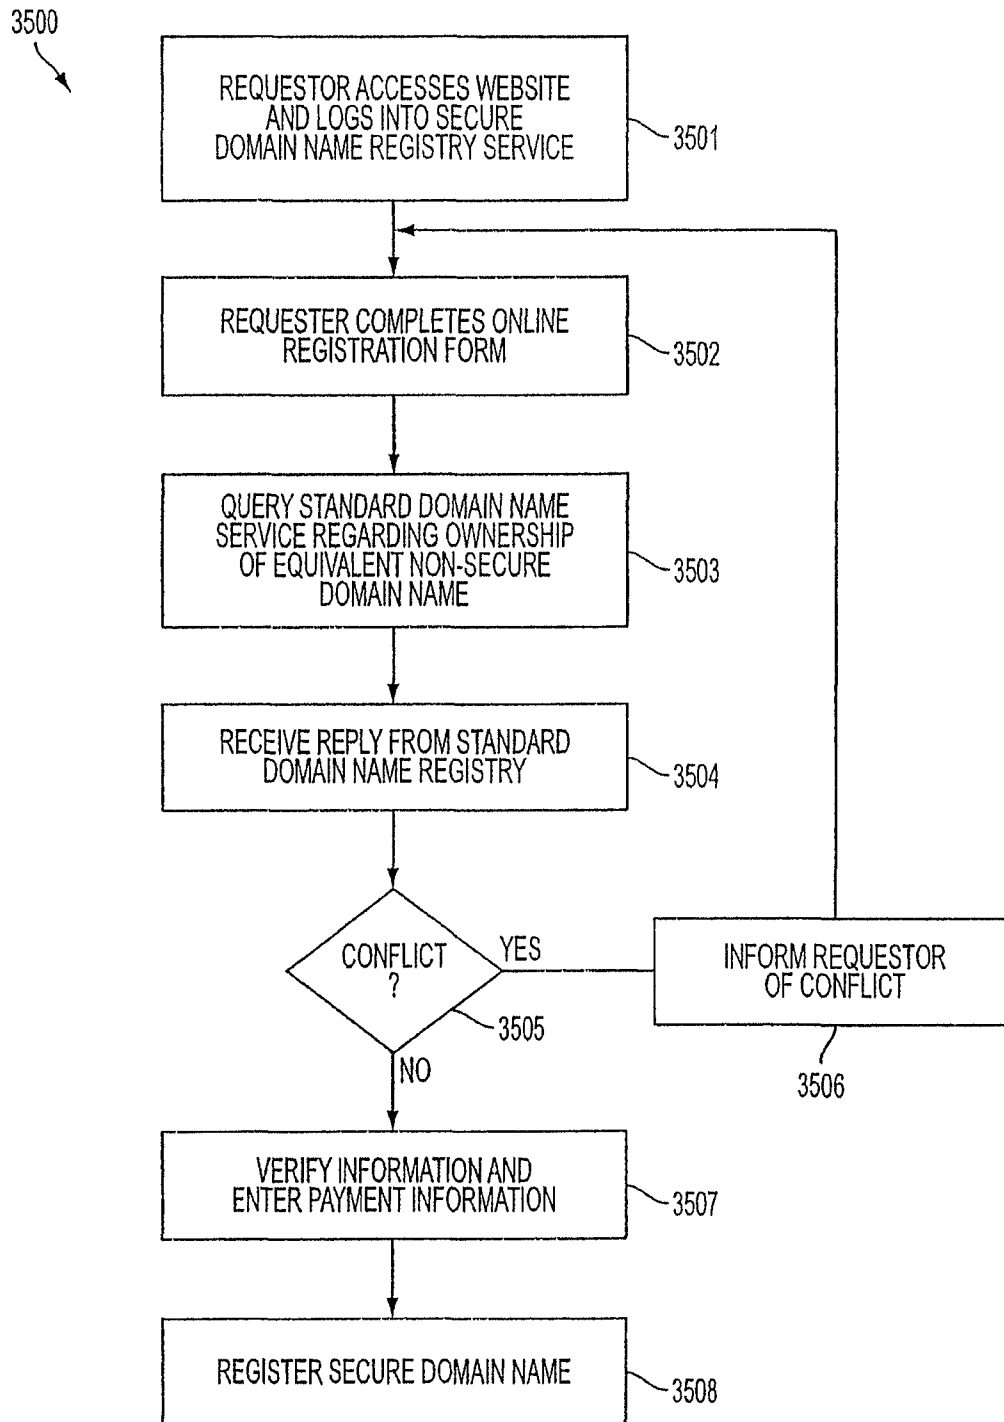 3500
REQUESTOR ACCESSES WEBSITE
AND LOGS INTO SECURE
DOMAIN NAME REGISTRY SERVICE
3501
REQUESTER COMPLETES ONLINE
REGISTRATION FORM
3502
QUERY STANDARD DOMAIN NAME
SERVICE REGARDING OWNERSHIP
OF EQUIVALENT NON-SECURE
DOMAIN NAME
3503
RECEIVE REPLY FROM STANDARD
DOMAIN NAME REGISTRY
3504
CONFLICT
?
YES
3505
INFORM REQUESTOR
OF CONFLICT
3506
NO
VERIFY INFORMATION AND
ENTER PAYMENT INFORMATION
3507
REGISTER SECURE DOMAIN NAME
3508